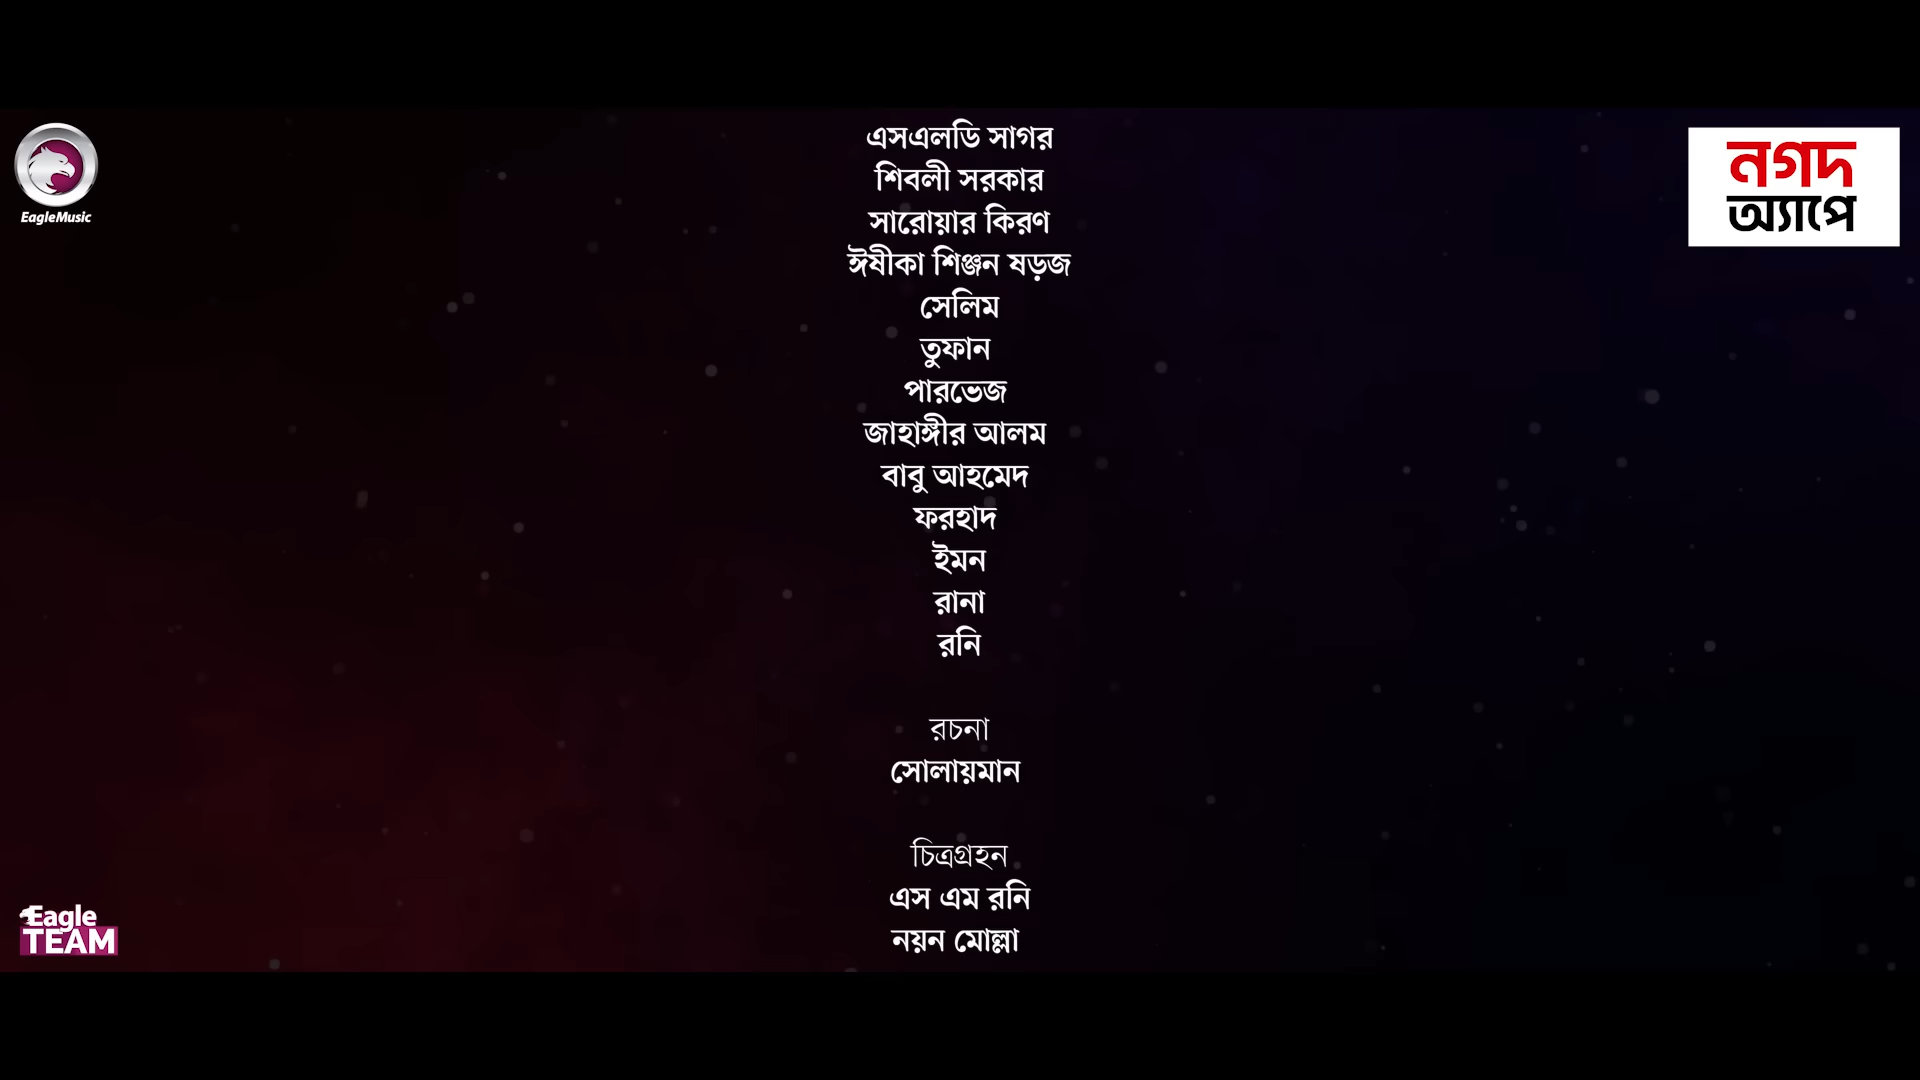 EagleMusic
নগদ
অ্যাপে
এসএলডি সাগর
শিবলী সরকার
সারোয়ার কিরণ
ঈষীকা শিঞ্জন ষড়জ
সেলিম
তুফান
পারভেজ
জাহাঙ্গীর আলম
বাবু আহমেদ
ফরহাদ
ইমন
রানা
রনি
রচনা
সোলায়মান
চিত্রগ্রহন
এস এম রনি
নয়ন মোল্লা
Eagle
TEAM